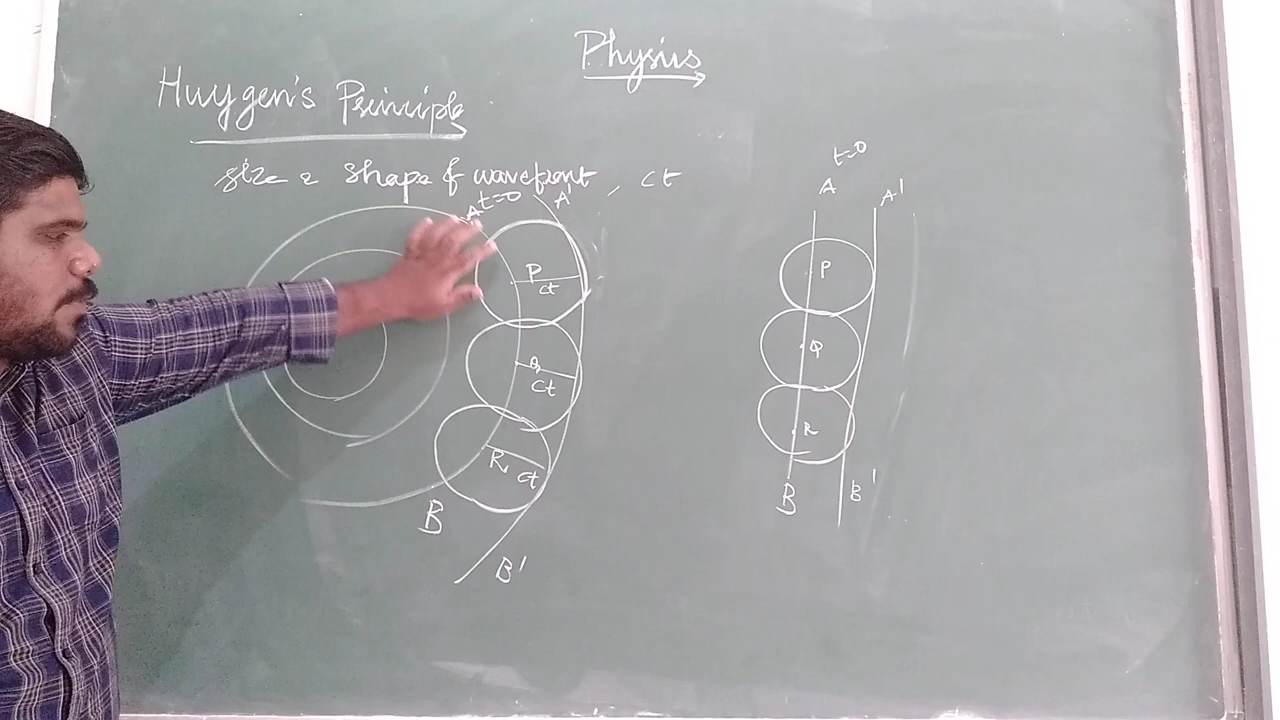 Physics
Huygen's Principle
size & shape of wavefront, ct
A t=0 A'
P
ct
Q
ct
R
ct
B
B'
t=0
A A'
P
Q
R
B B'